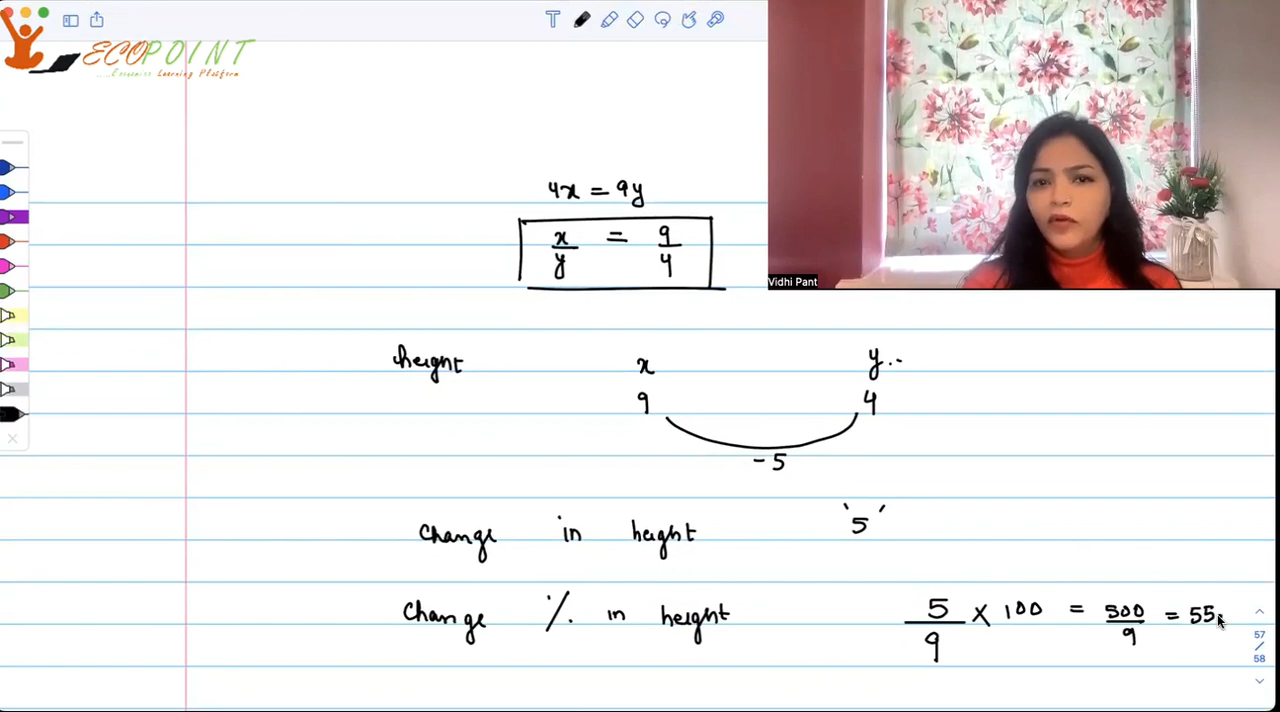 ECOPOINT
....Economics Learning Platform
4x = 9y
x/y = 9/4
Vidhi Pant
height x y..
9 4
-5
Change in height '5'
Change % in height 5/9 × 100 = 500/9 = 55.
57
/
58